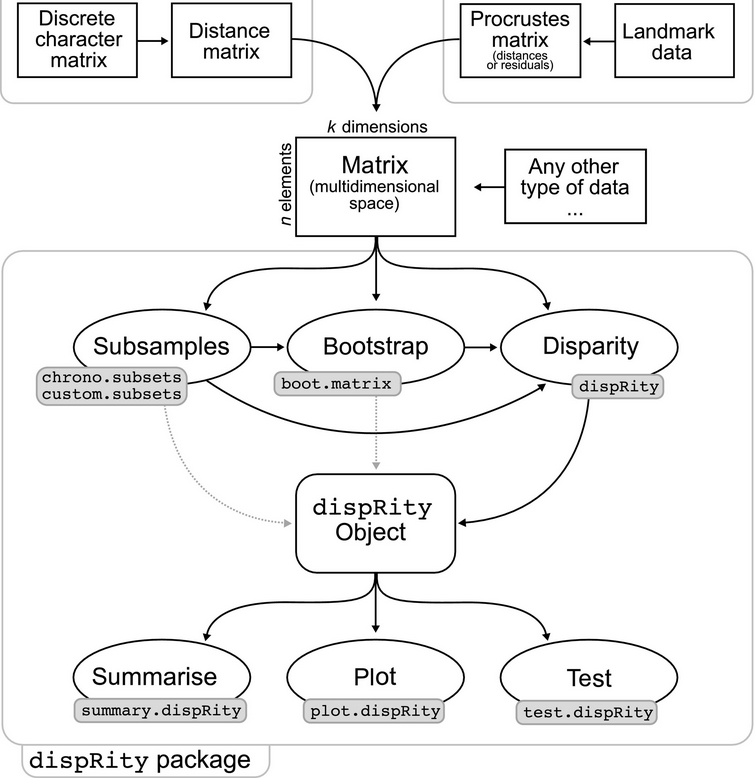 Discrete
character
matrix
Distance
matrix
Procrustes
matrix
(distances
or residuals)
Landmark
data
k dimensions
n elements
Matrix
(multidimensional
space)
Any other
type of data
...
Subsamples
chrono.subsets
custom.subsets
Bootstrap
boot.matrix
Disparity
dispRity
dispRity
Object
Summarise
summary.dispRity
Plot
plot.dispRity
Test
test.dispRity
dispRity package